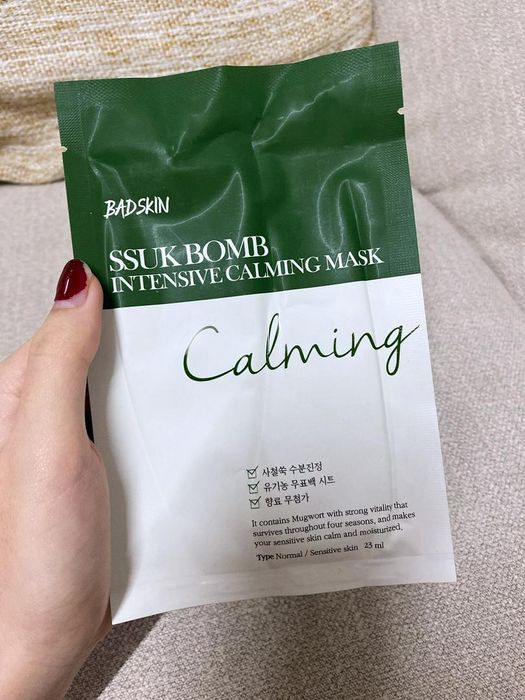 BADSKIN
SSUK BOMB
INTENSIVE CALMING MASK
Calming
사철쑥 수분진정
유기농 무표백 시트
향료 무첨가
It contains Mugwort with strong vitality that
survives throughout four seasons, and makes
your sensitive skin calm and moisturized.
Type Normal / Sensitive skin 23 ml